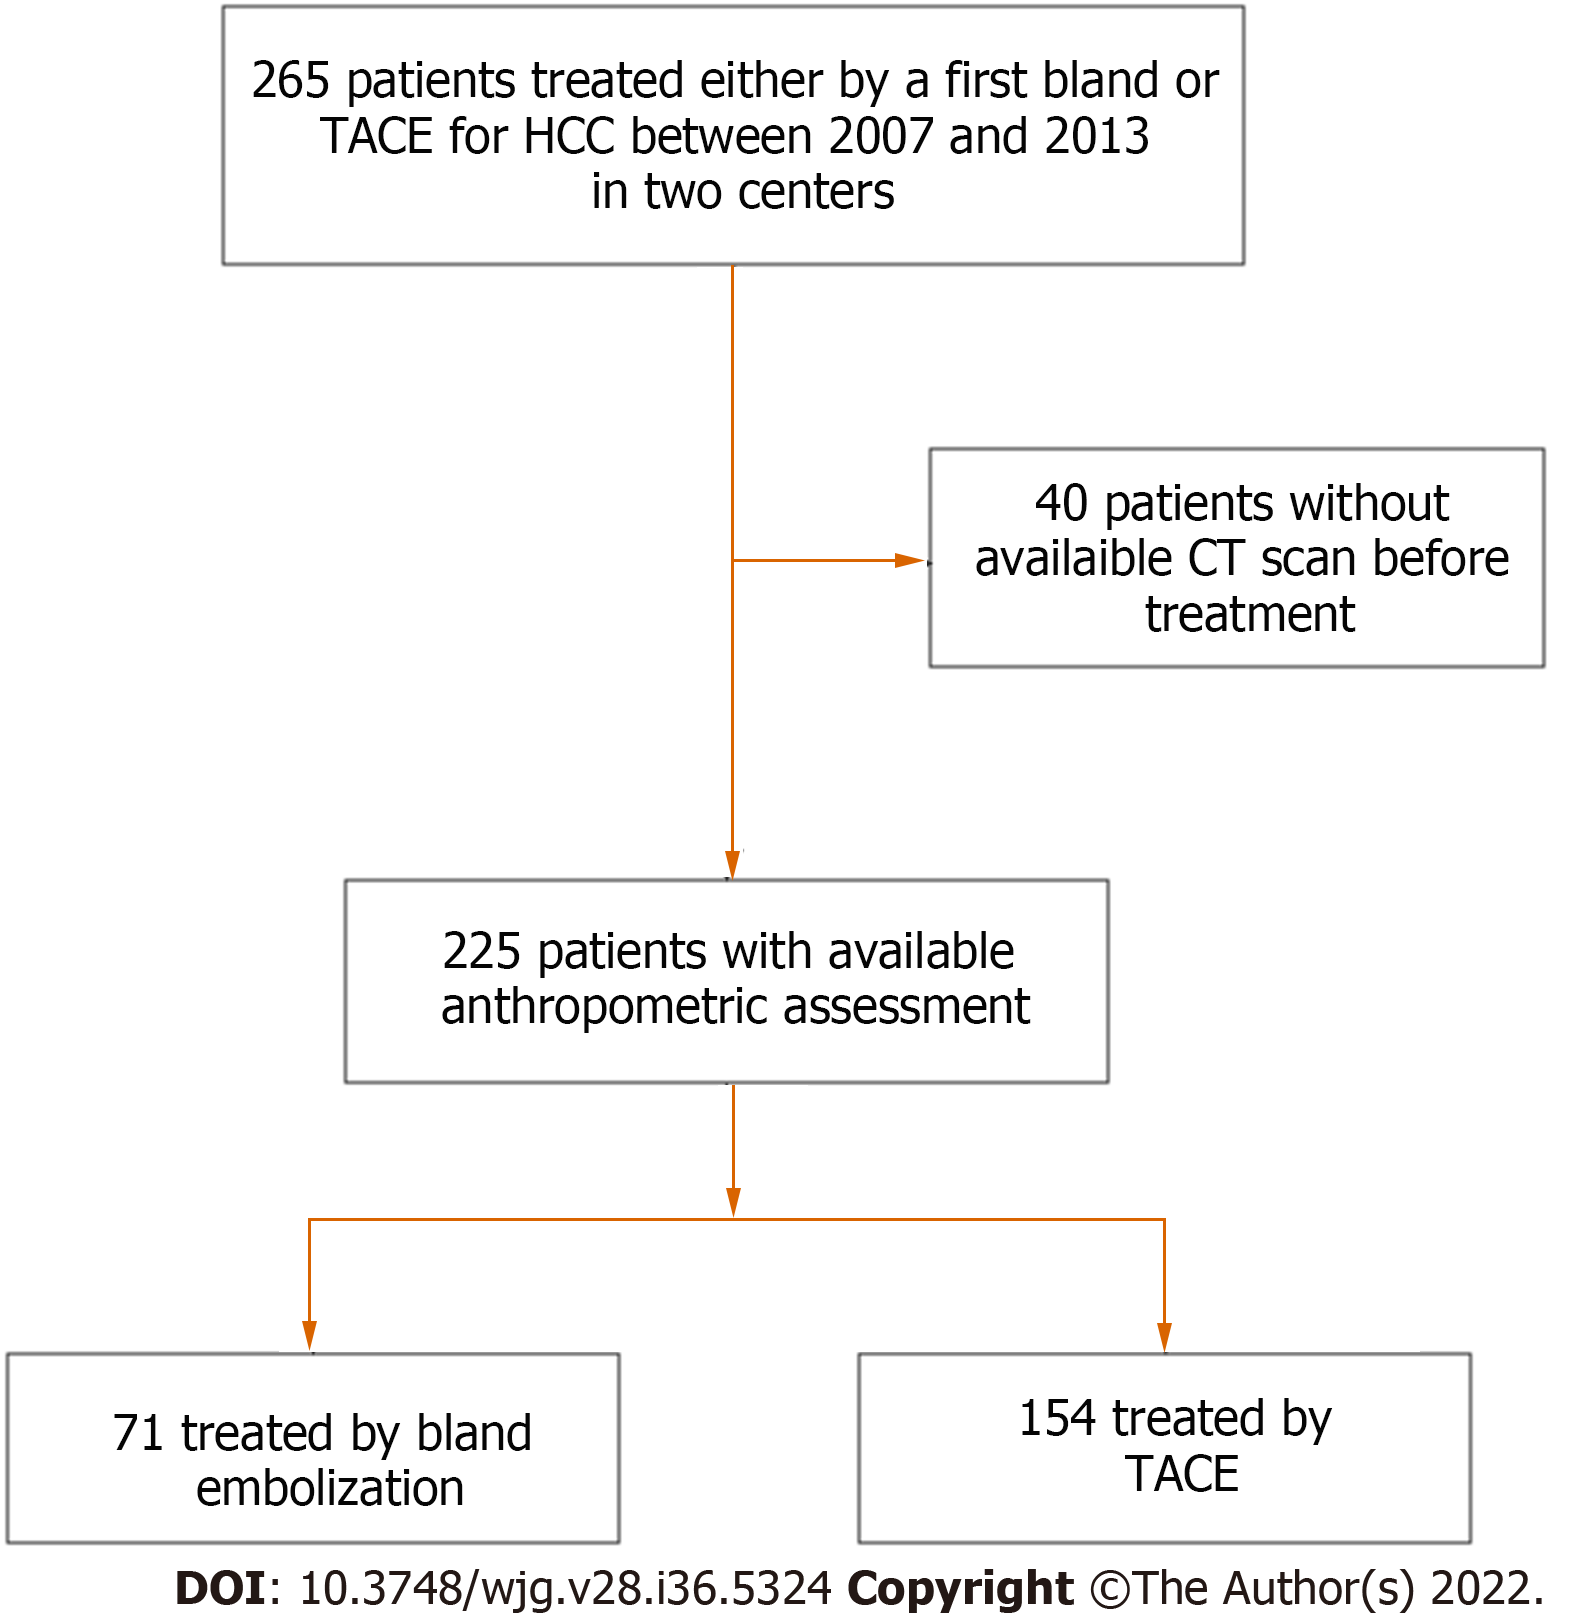 265 patients treated either by a first bland or
TACE for HCC between 2007 and 2013
in two centers
40 patients without
availaible CT scan before
treatment
225 patients with available
anthropometric assessment
71 treated by bland
embolization
154 treated by
TACE
DOI: 10.3748/wjg.v28.i36.5324 Copyright ©The Author(s) 2022.